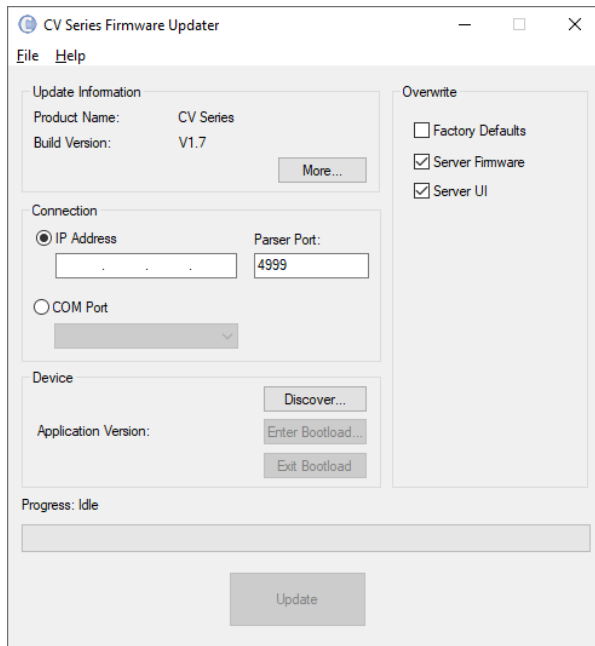 CV Series Firmware Updater
File Help
Update Information
Product Name: CV Series
Build Version: V1.7
More...
Connection
IP Address
Parser Port:
. . .
4999
COM Port
Device
Discover...
Application Version:
Enter Bootload...
Exit Bootload
Overwrite
Factory Defaults
Server Firmware
Server UI
Progress: Idle
Update